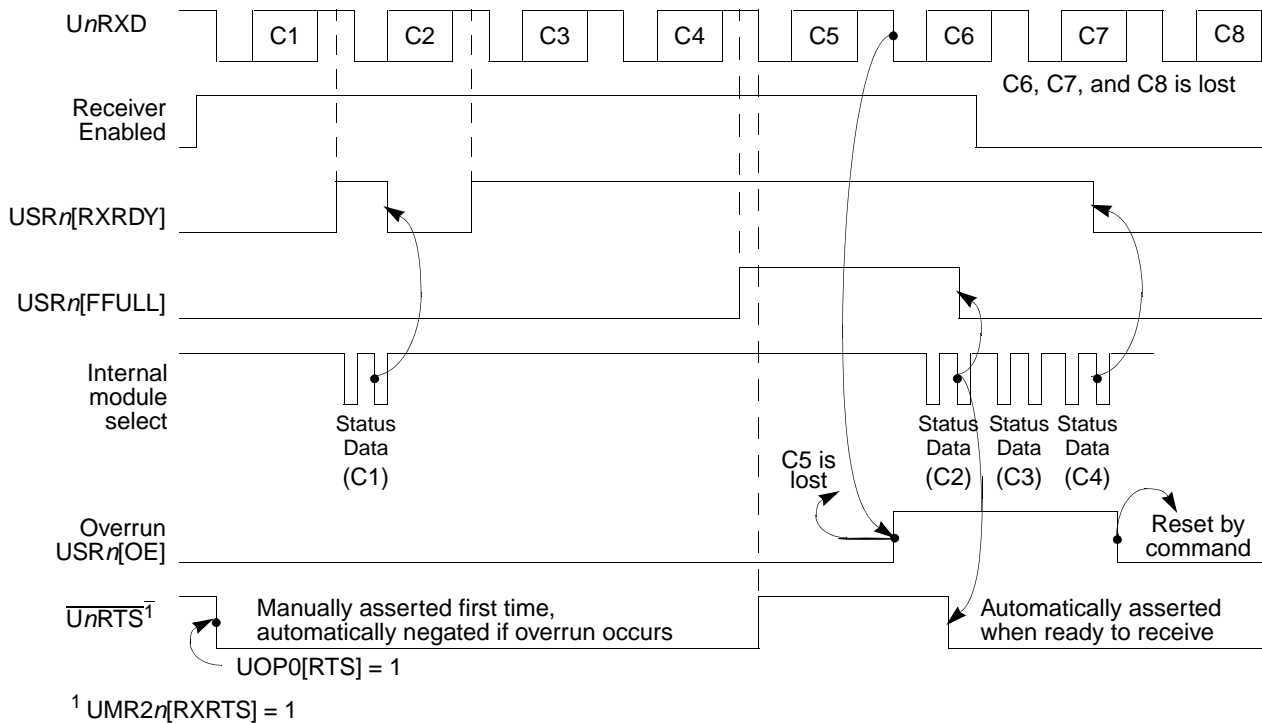 UnRXD
C1
C2
C3
C4
C5
C6
C7
C8
C6, C7, and C8 is lost
Receiver
Enabled
USRn[RXRDY]
USRn[FFULL]
Internal
module
select
Status
Data
(C1)
Status
Data
(C2)
Status
Data
(C3)
Status
Data
(C4)
C5 is
lost
Overrun
USRn[OE]
Reset by
command
UnRTS1
Manually asserted first time,
automatically negated if overrun occurs
Automatically asserted
when ready to receive
UOP0[RTS] = 1
1 UMR2n[RXRTS] = 1